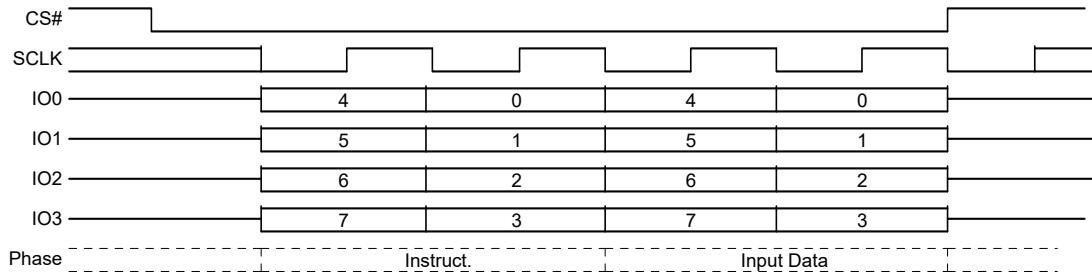 CS#
SCLK
IO0 4 0 4 0
IO1 5 1 5 1
IO2 6 2 6 2
IO3 7 3 7 3
Phase Instruct. Input Data